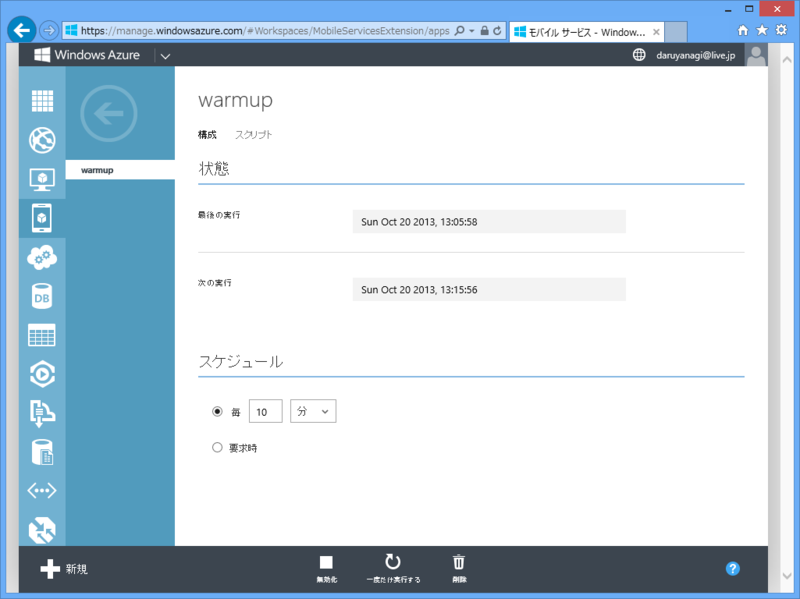 https://manage.windowsazure.com/#Workspaces/MobileServicesExtension/apps
モバイル サービス - Window...
Windows Azure
daruyanagi@live.jp
warmup
warmup
構成 スクリプト
状態
最後の実行
Sun Oct 20 2013, 13:05:58
次の実行
Sun Oct 20 2013, 13:15:56
スケジュール
毎 10 分
要求時
DB
新規
無効化
一度だけ実行する
削除
?